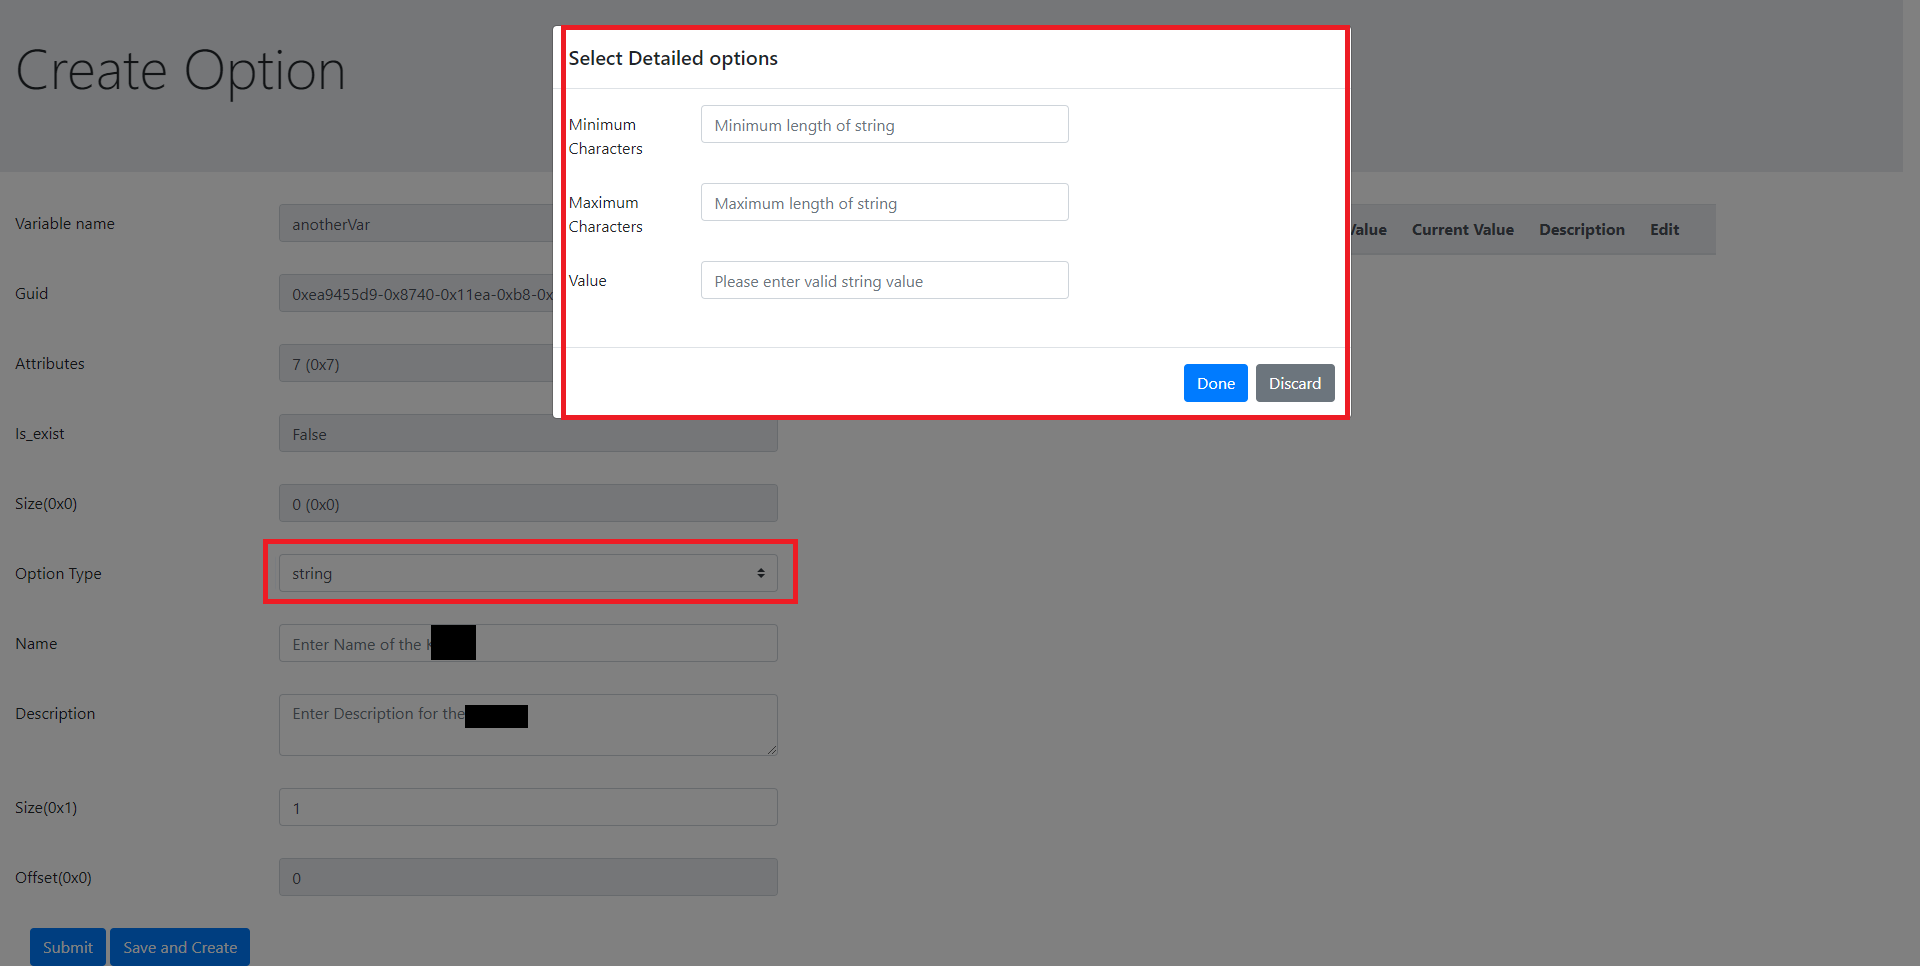 Create Option
Select Detailed options
Minimum Characters
Minimum length of string
Maximum Characters
Maximum length of string
Value
Please enter valid string value
Done
Discard
Variable name
anotherVar
Value
Current Value
Description
Edit
Guid
0xea9455d9-0x8740-0x11ea-0xb8-0x
Attributes
7 (0x7)
Is_exist
False
Size(0x0)
0 (0x0)
Option Type
string
Name
Enter Name of the
Description
Enter Description for the
Size(0x1)
1
Offset(0x0)
0
Submit
Save and Create